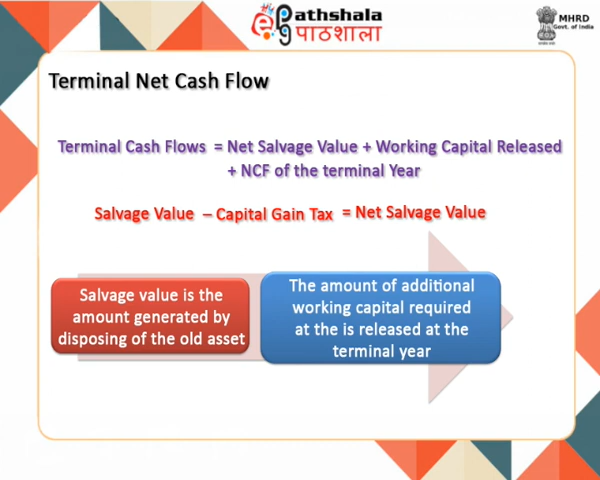 ePG Pathshala
पाठशाला
MHRD
Govt. of India
Terminal Net Cash Flow
Terminal Cash Flows = Net Salvage Value + Working Capital Released
+ NCF of the terminal Year
Salvage Value – Capital Gain Tax = Net Salvage Value
Salvage value is the
amount generated by
disposing of the old asset
The amount of additional
working capital required
at the is released at the
terminal year